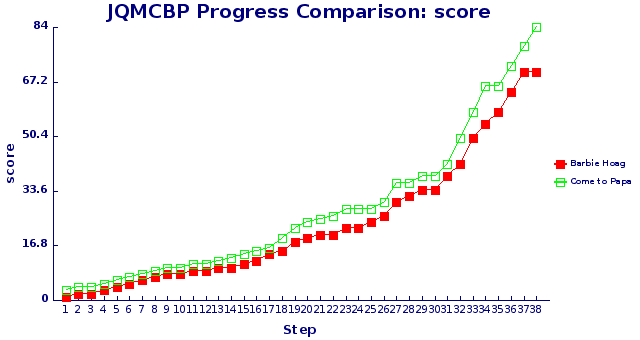 JQMCBP Progress Comparison: score
84
67.2
50.4
33.6
16.8
0
score
1 2 3 4 5 6 7 8 9 10 11 12 13 14 15 16 17 18 19 20 21 22 23 24 25 26 27 28 29 30 31 32 33 34 35 36 37 38
Step
Barbie Hoag
Come to Papa